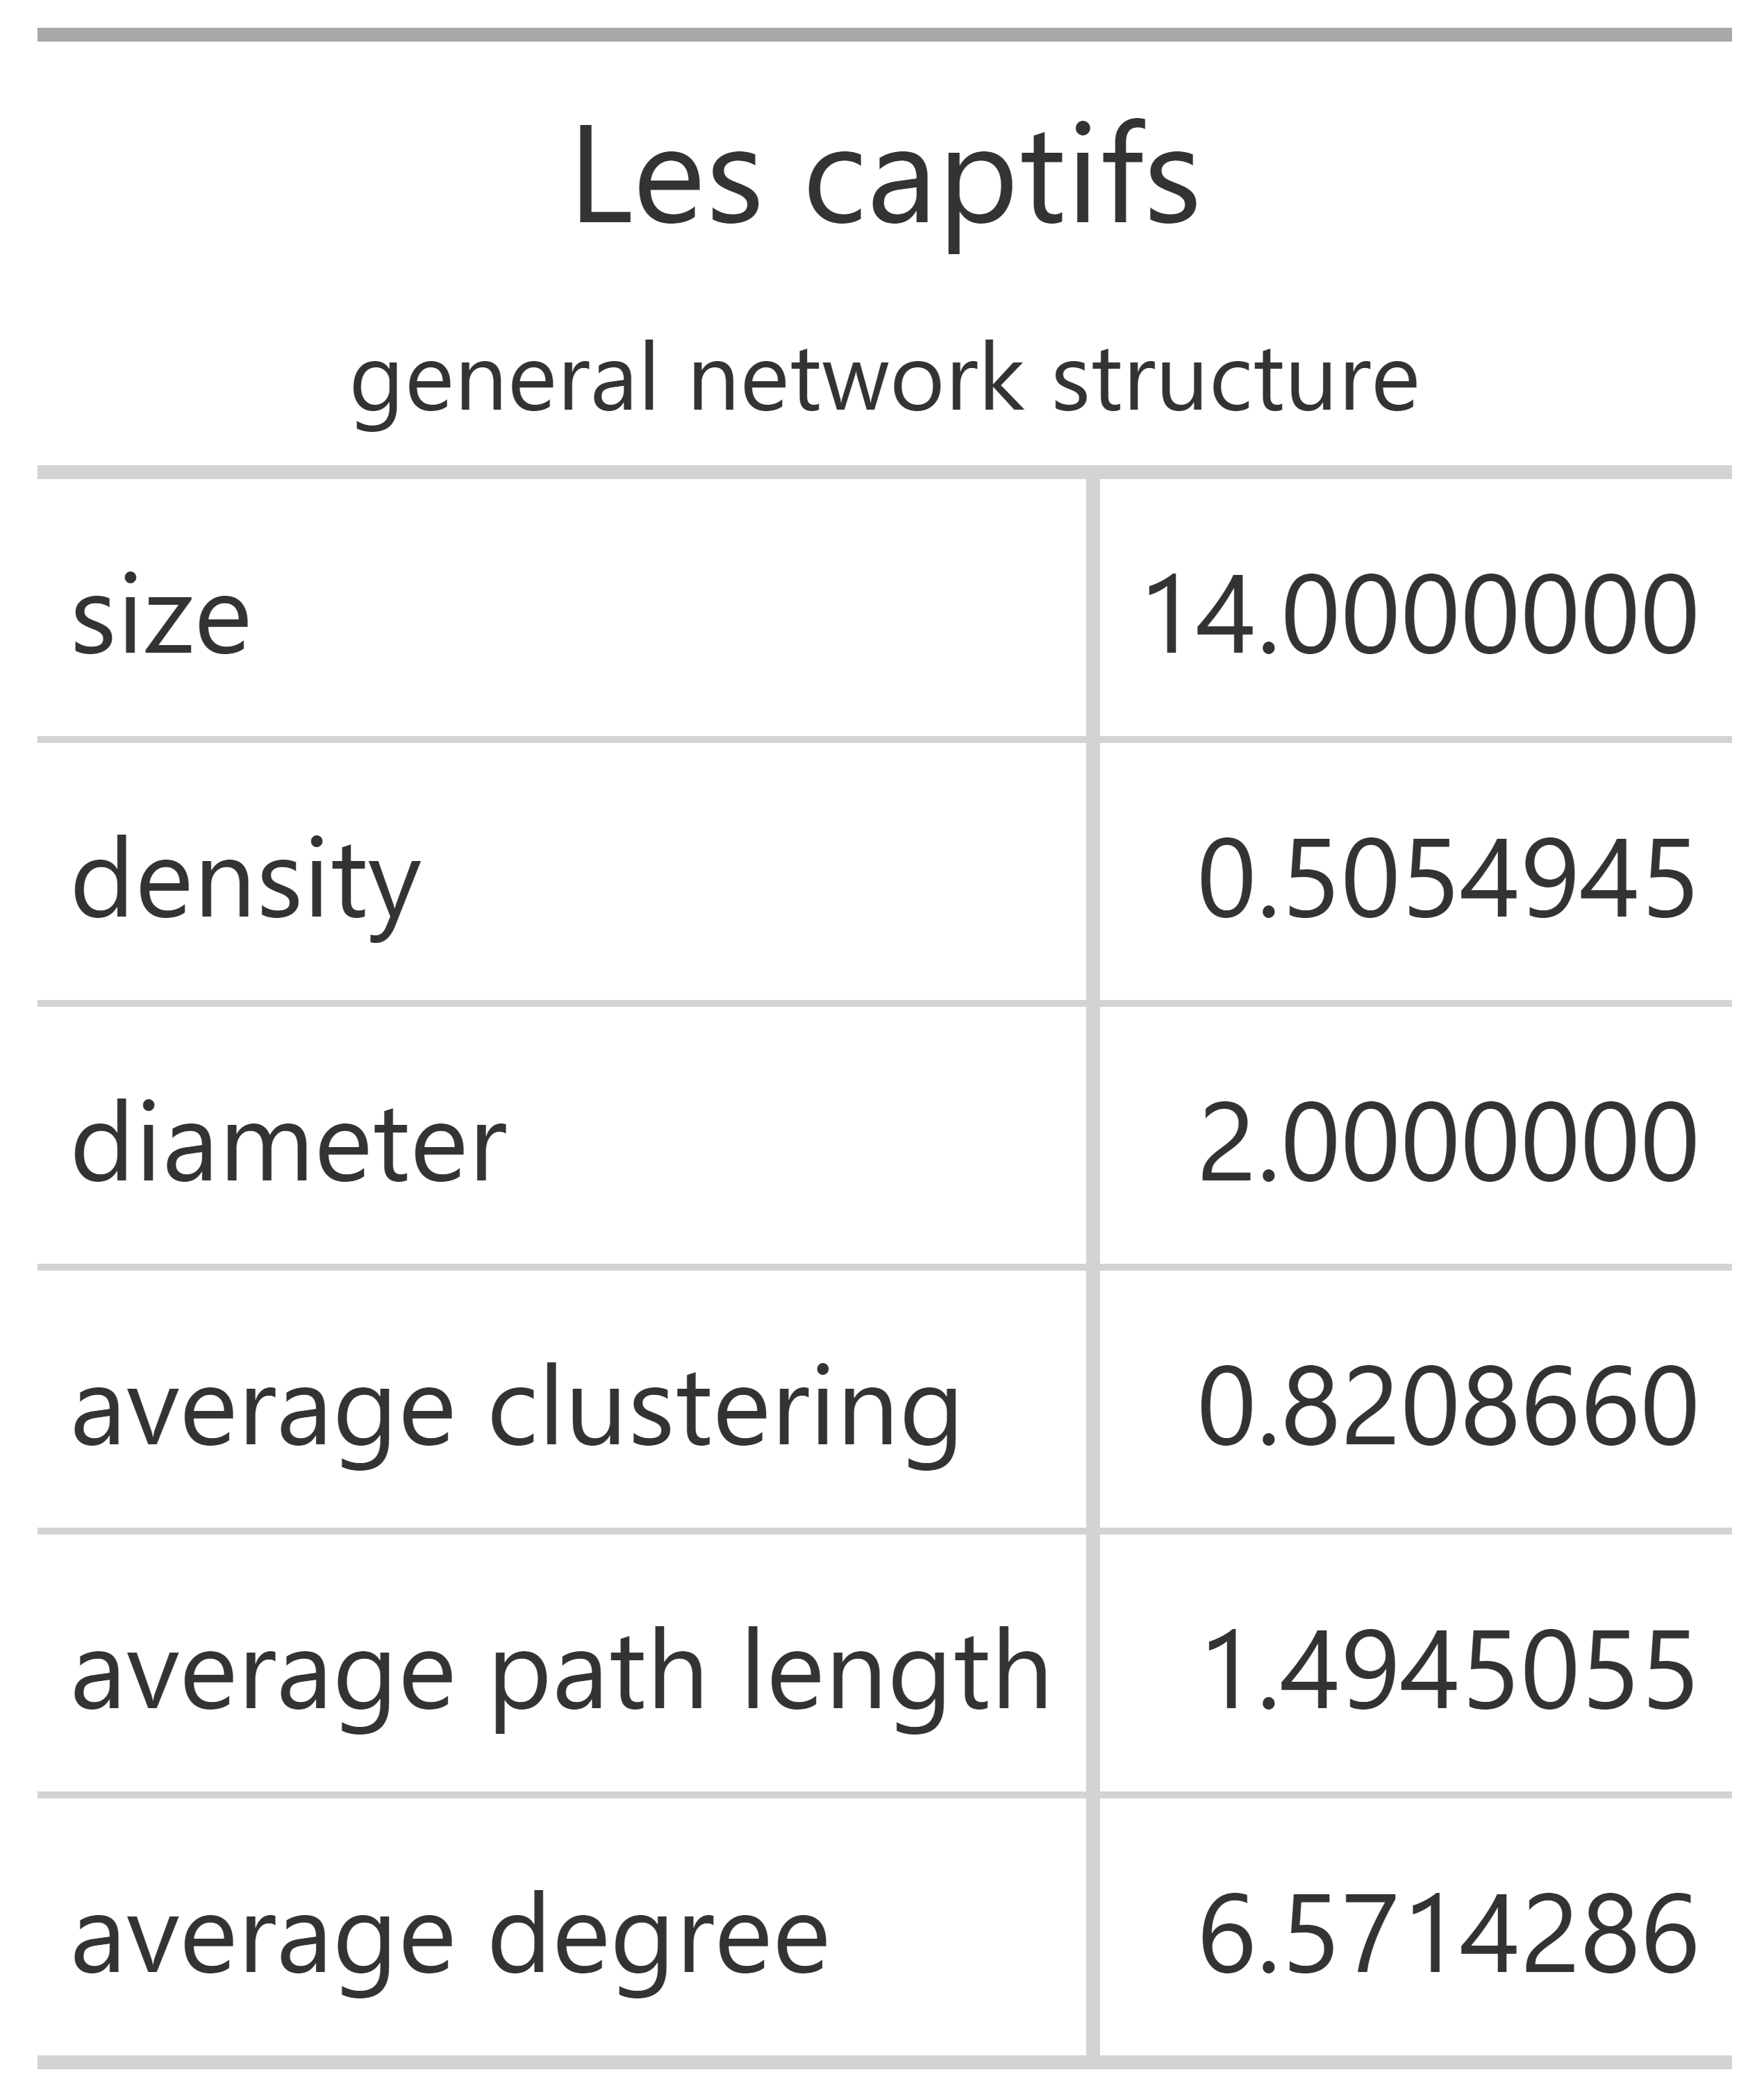 Les captifs
general network structure
size 14.0000000
density 0.5054945
diameter 2.0000000
average clustering 0.8208660
average path length 1.4945055
average degree 6.5714286